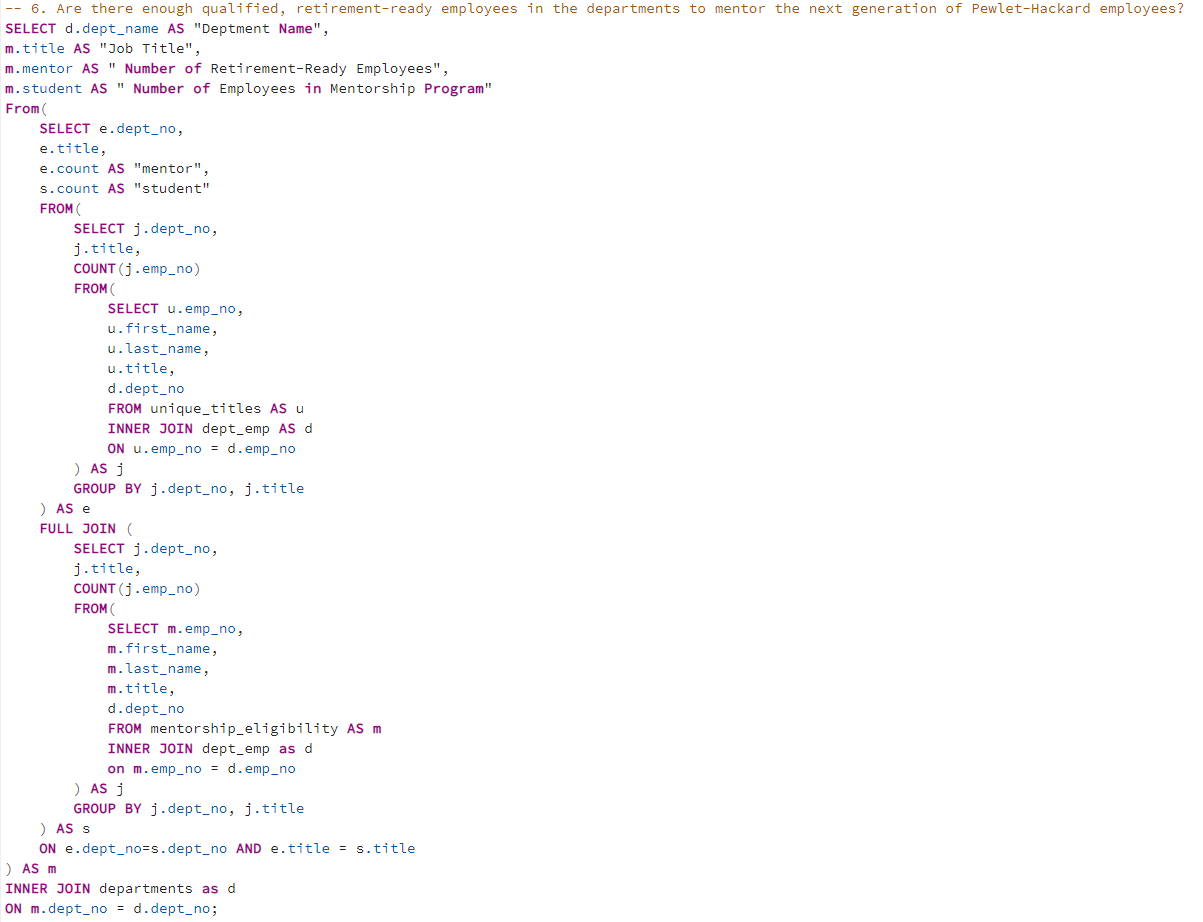 -- 6. Are there enough qualified, retirement-ready employees in the departments to mentor the next generation of Pewlet-Hackard employees?
SELECT d.dept_name AS "Deptment Name",
m.title AS "Job Title",
m.mentor AS " Number of Retirement-Ready Employees",
m.student AS " Number of Employees in Mentorship Program"
From(
    SELECT e.dept_no,
    e.title,
    e.count AS "mentor",
    s.count AS "student"
    FROM(
        SELECT j.dept_no,
        j.title,
        COUNT(j.emp_no)
        FROM(
            SELECT u.emp_no,
            u.first_name,
            u.last_name,
            u.title,
            d.dept_no
            FROM unique_titles AS u
            INNER JOIN dept_emp AS d
            ON u.emp_no = d.emp_no
        ) AS j
        GROUP BY j.dept_no, j.title
    ) AS e
    FULL JOIN (
        SELECT j.dept_no,
        j.title,
        COUNT(j.emp_no)
        FROM(
            SELECT m.emp_no,
            m.first_name,
            m.last_name,
            m.title,
            d.dept_no
            FROM mentorship_eligibility AS m
            INNER JOIN dept_emp as d
            on m.emp_no = d.emp_no
        ) AS j
        GROUP BY j.dept_no, j.title
    ) AS s
    ON e.dept_no=s.dept_no AND e.title = s.title
) AS m
INNER JOIN departments as d
ON m.dept_no = d.dept_no;